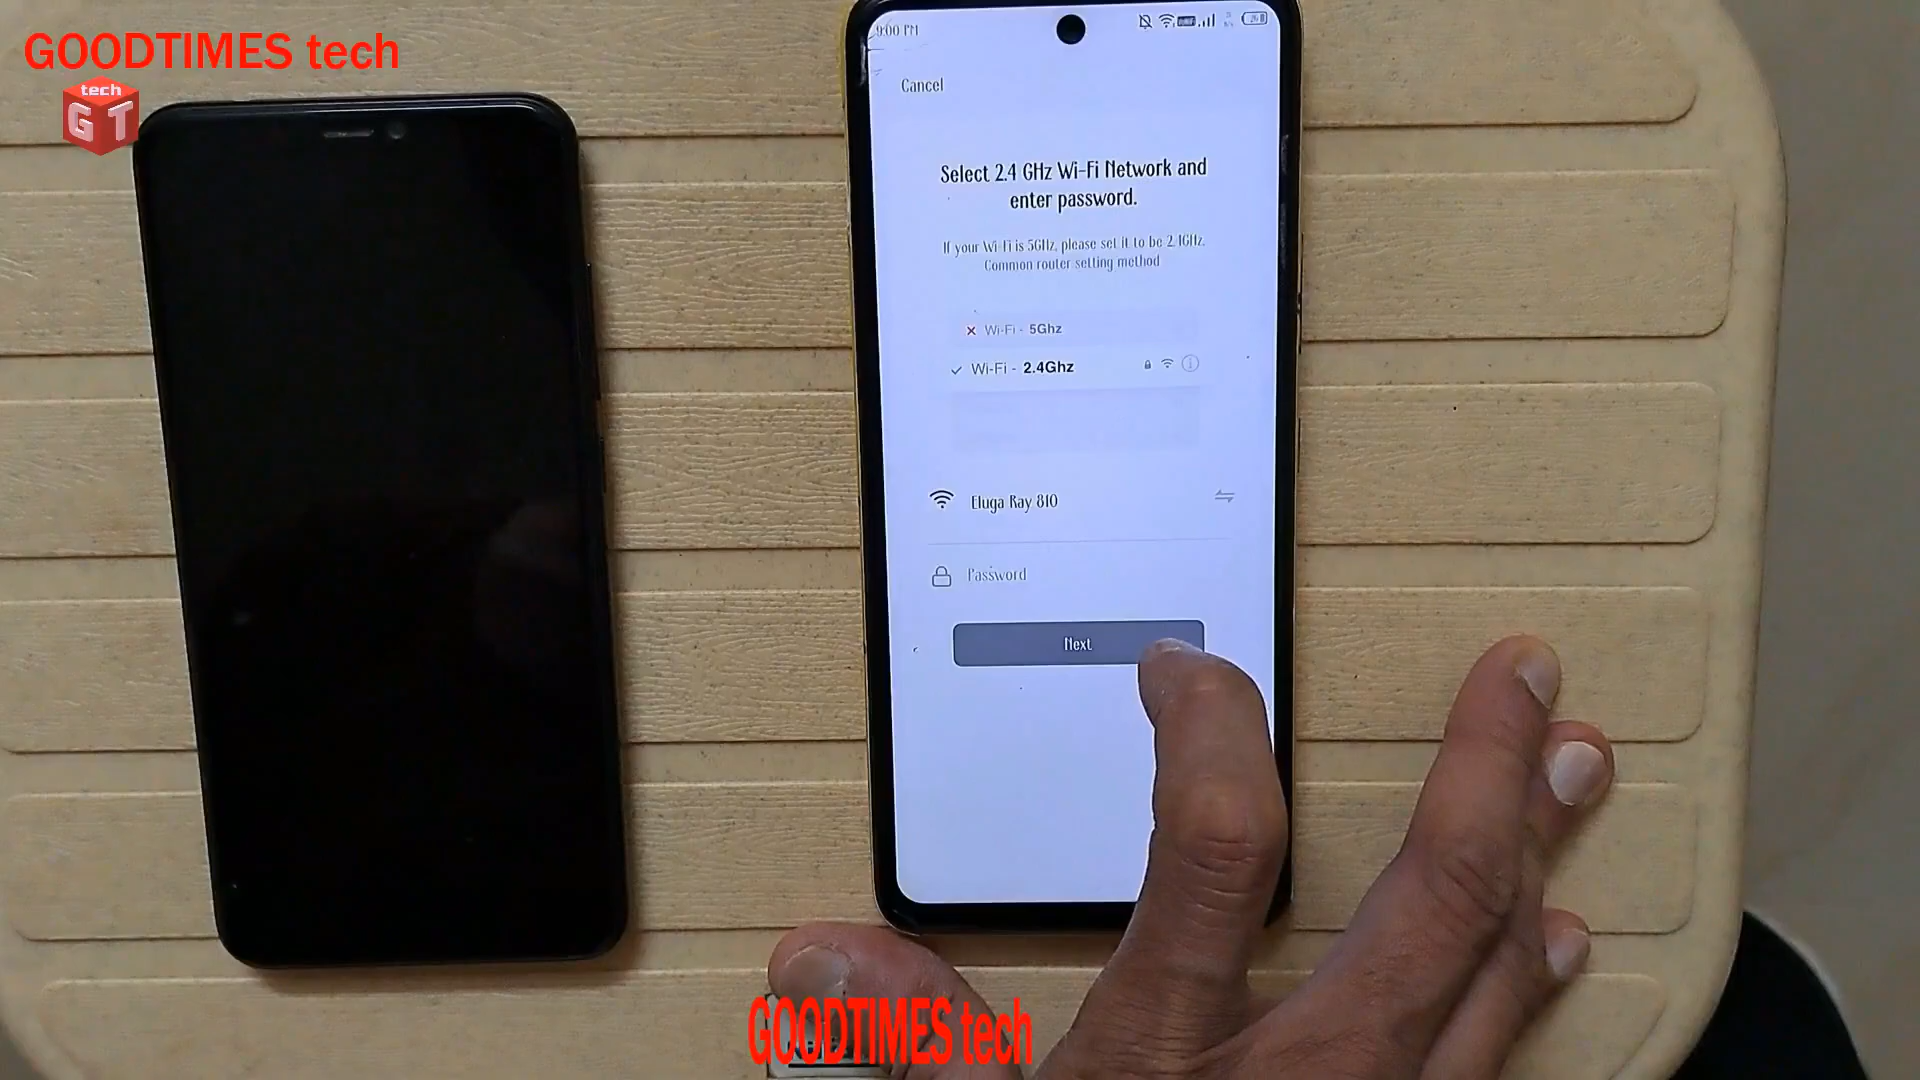 GOODTIMES tech
tech
GT
9:00 PM
Cancel
Select 2.4 GHz Wi-Fi Network and
enter password.
If your Wi-Fi is 5GHz, please set it to be 2.4GHz.
Common router setting method
Wi-Fi - 5Ghz
Wi-Fi - 2.4Ghz
Eluga Ray 810
Password
Next
GOODTIMES tech